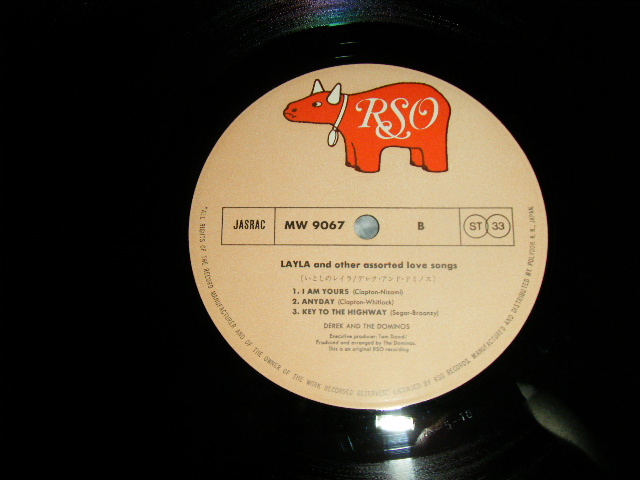 RSO
JASRAC MW 9067 B ST 33
LAYLA and other assorted love songs
(いとしのレイラ/デレク・アンド・ドミノス)
1. I AM YOURS (Clapton-Nizami)
2. ANYDAY (Clapton-Whitlock)
3. KEY TO THE HIGHWAY (Segar-Broonzy)
DEREK AND THE DOMINOS
Executive producer: Tom Dowd
Produced and arranged by The Dominos.
This is an original RSO recording
"ALL RIGHTS OF THE RECORD MANUFACTURER AND OF THE OWNER OF THE WORK RECORDED RESERVED" LICENSED BY RSO RECORDS. MANUFACTURED AND DISTRIBUTED BY POLYDOR K. K., JAPAN.